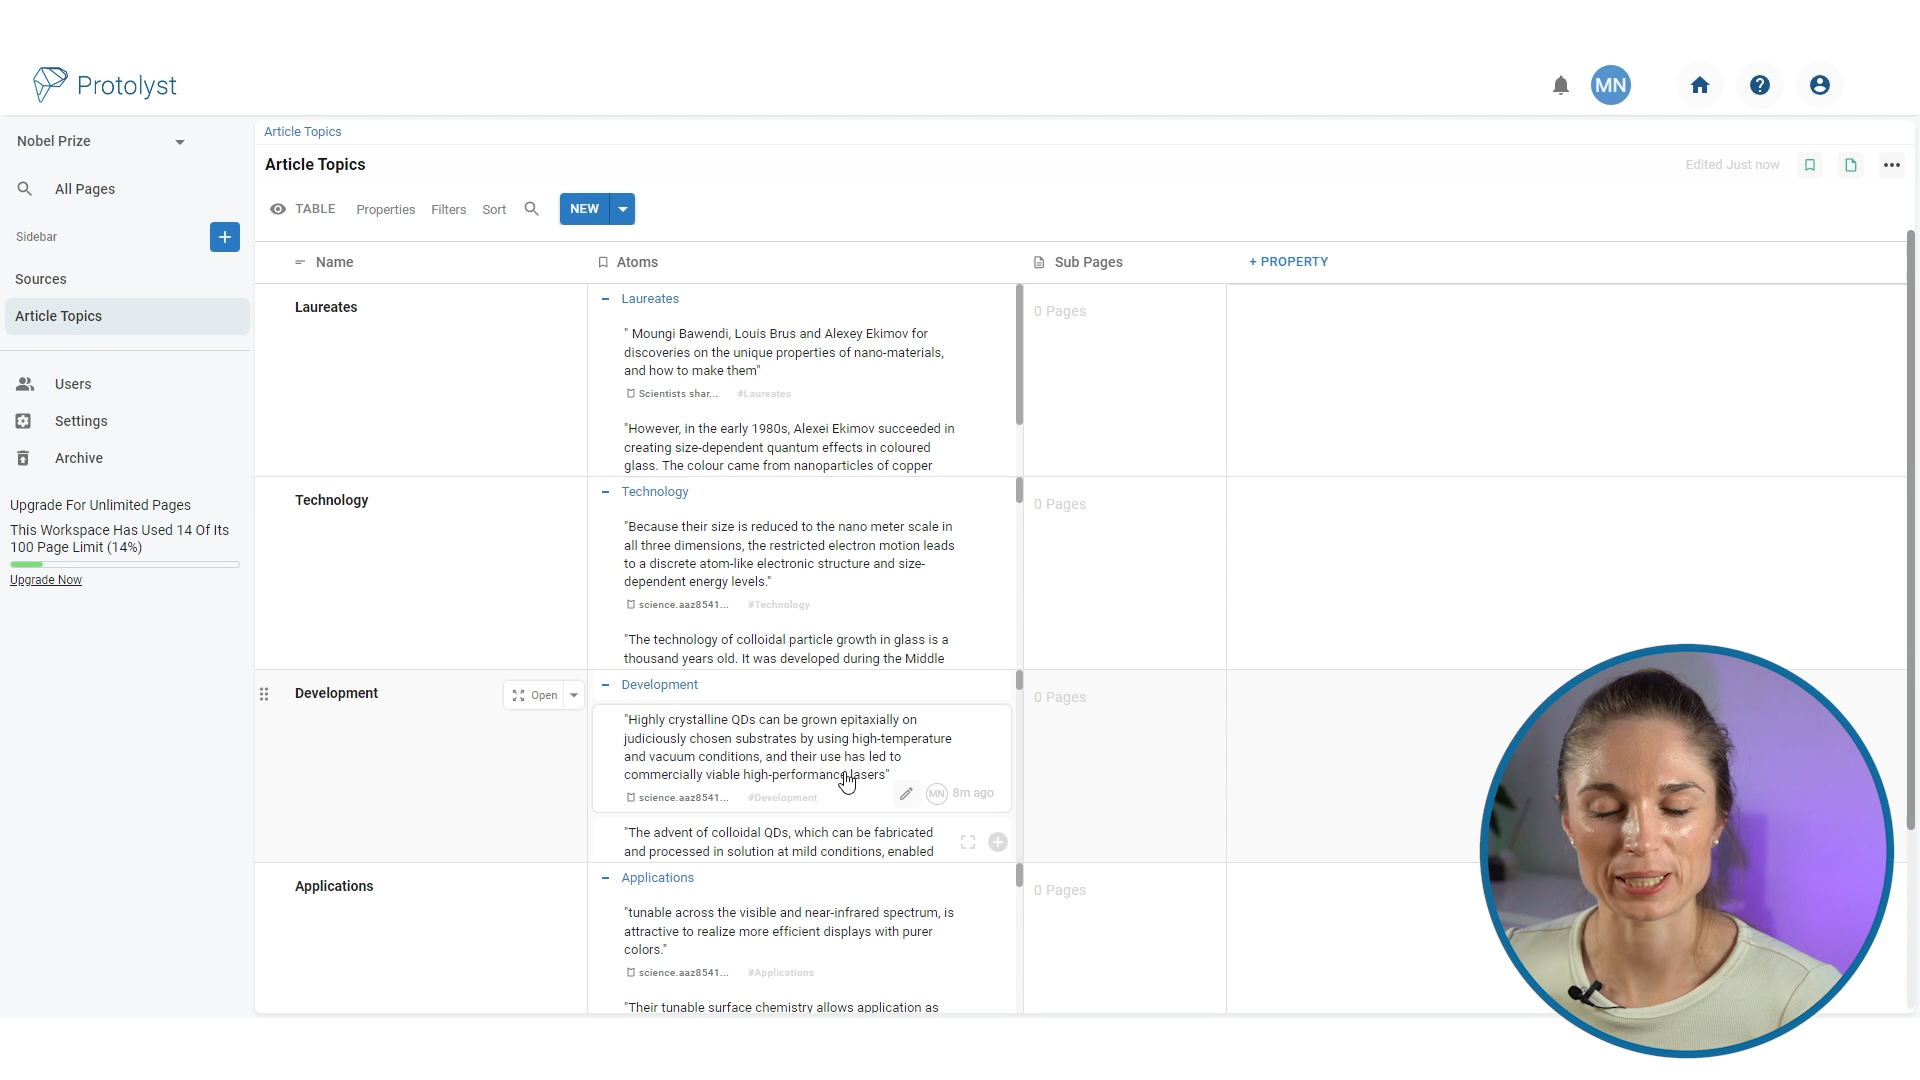 Protolyst
MN
Nobel Prize
All Pages
Sidebar
Sources
Article Topics
Users
Settings
Archive
Upgrade For Unlimited Pages
This Workspace Has Used 14 Of Its
100 Page Limit (14%)
Upgrade Now
Article Topics
Article Topics
Edited Just now
TABLE Properties Filters Sort NEW
Name Atoms Sub Pages + PROPERTY
Laureates
Laureates
" Moungi Bawendi, Louis Brus and Alexey Ekimov for
discoveries on the unique properties of nano-materials,
and how to make them"
Scientists shar... #Laureates
"However, in the early 1980s, Alexei Ekimov succeeded in
creating size-dependent quantum effects in coloured
glass. The colour came from nanoparticles of copper
0 Pages
Technology
Technology
"Because their size is reduced to the nano meter scale in
all three dimensions, the restricted electron motion leads
to a discrete atom-like electronic structure and size-
dependent energy levels."
science.aaz8541... #Technology
"The technology of colloidal particle growth in glass is a
thousand years old. It was developed during the Middle
0 Pages
Development
Open
Development
"Highly crystalline QDs can be grown epitaxially on
judiciously chosen substrates by using high-temperature
and vacuum conditions, and their use has led to
commercially viable high-performance lasers"
science.aaz8541... #Development
MN 8m ago
"The advent of colloidal QDs, which can be fabricated
and processed in solution at mild conditions, enabled
0 Pages
Applications
Applications
"tunable across the visible and near-infrared spectrum, is
attractive to realize more efficient displays with purer
colors."
science.aaz8541... #Applications
"Their tunable surface chemistry allows application as
0 Pages